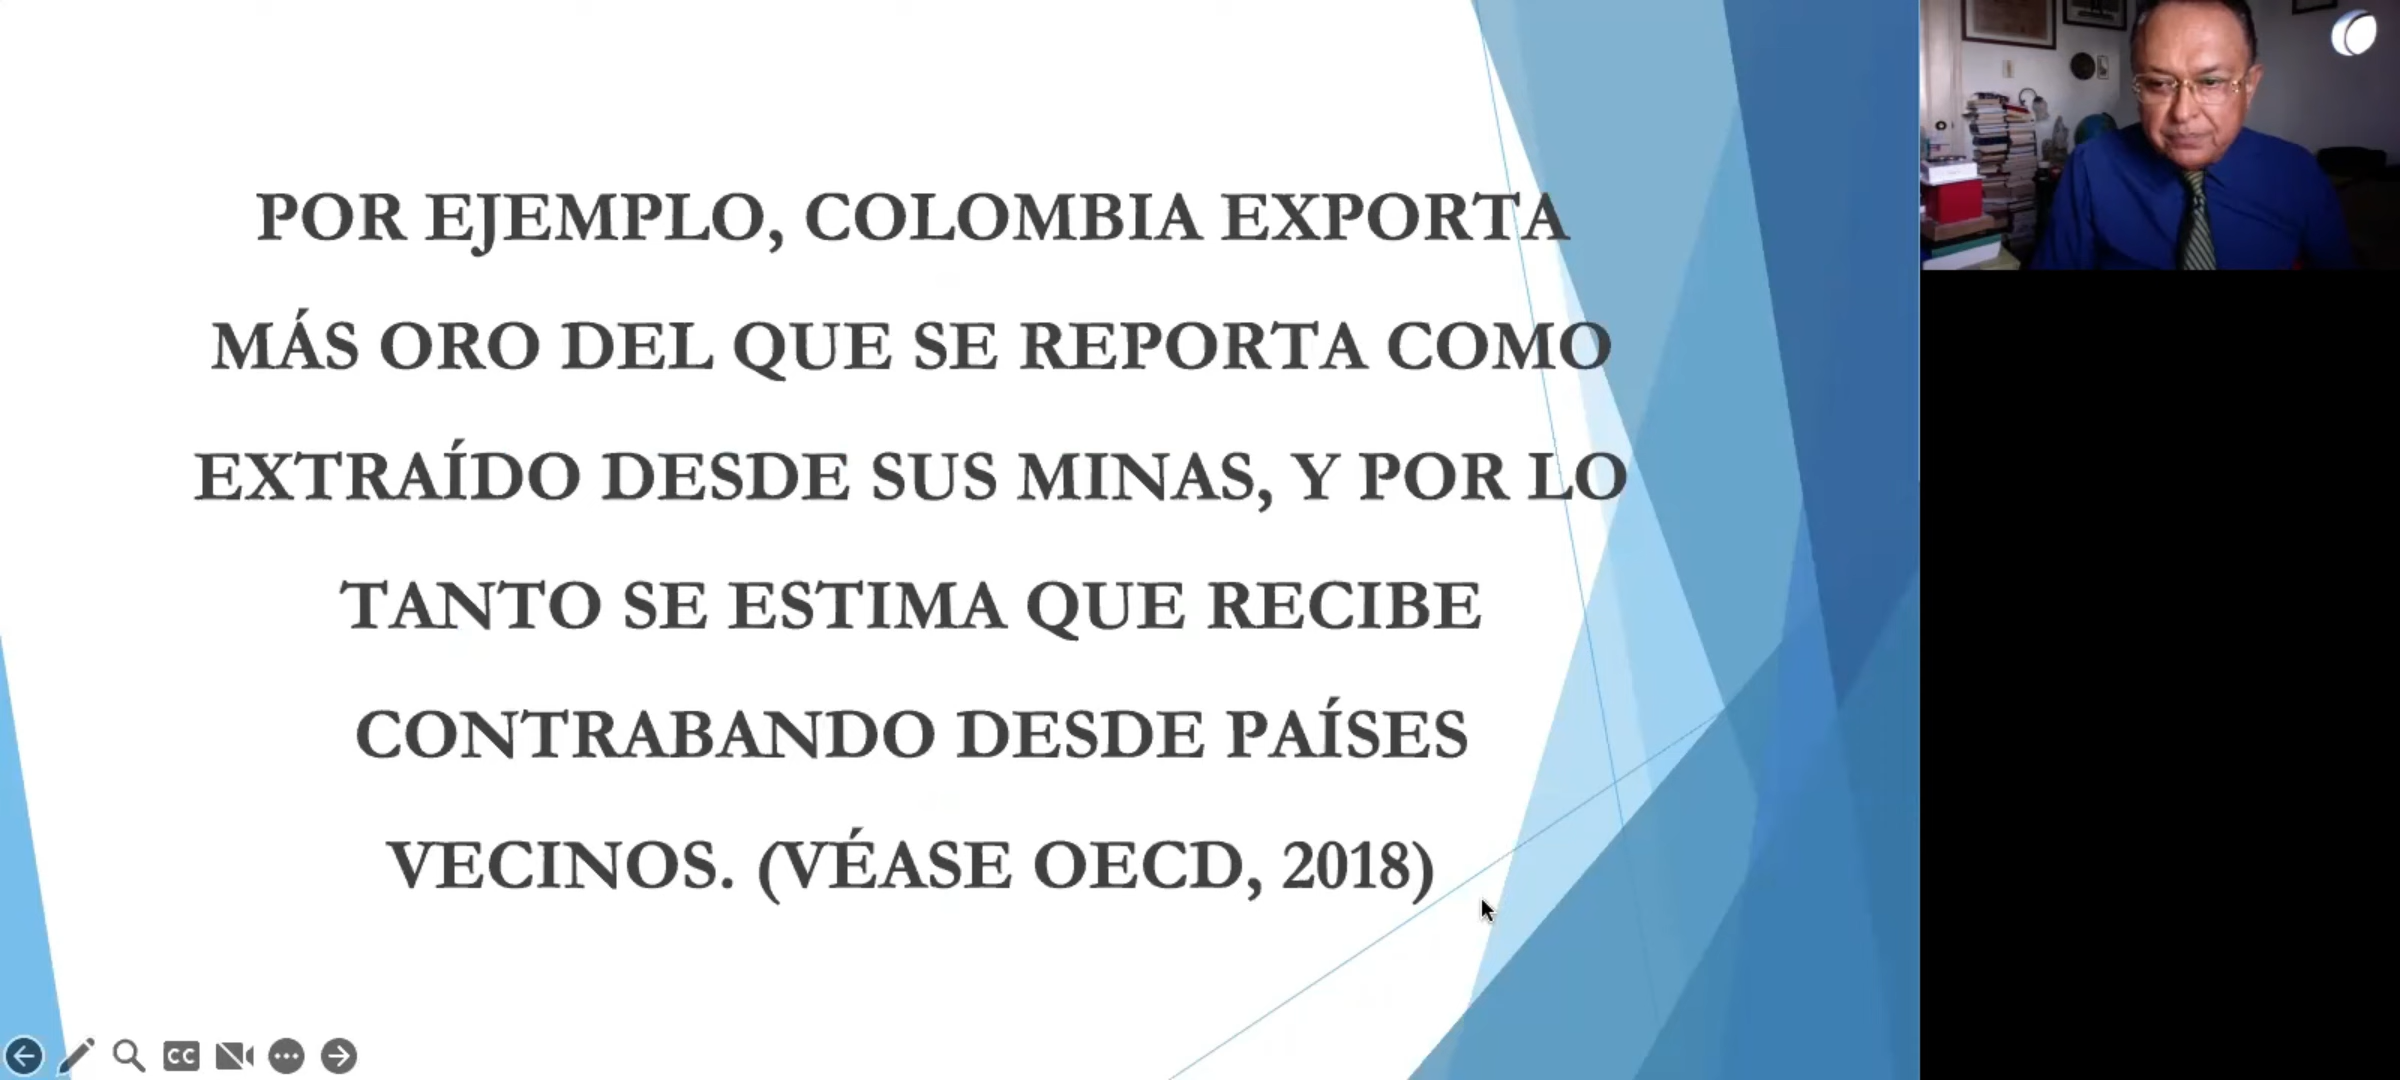 POR EJEMPLO, COLOMBIA EXPORTA
MÁS ORO DEL QUE SE REPORTA COMO
EXTRAÍDO DESDE SUS MINAS, Y POR LO
TANTO SE ESTIMA QUE RECIBE
CONTRABANDO DESDE PAÍSES
VECINOS. (VÉASE OECD, 2018)
CC